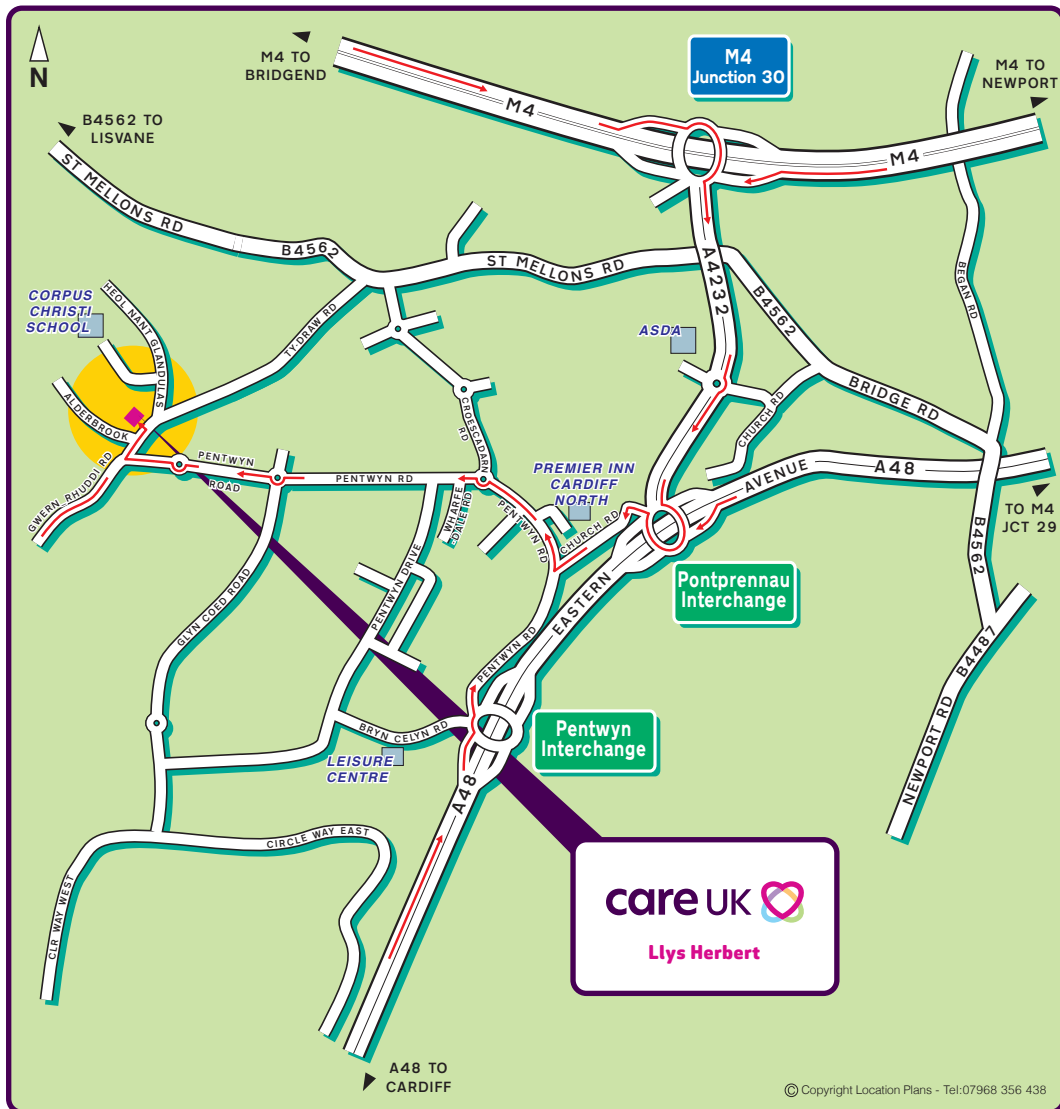 M4 TO
BRIDGEND
M4
Junction 30
M4 TO
NEWPORT
N
B4562 TO
LISVANE
M4
M4
ST MELLONS RD
B4562
ST MELLONS RD
A4232
B4562
BEGAN RD
CORPUS
CHRISTI
SCHOOL
HEOL NANT GLANDULAS
TY-DRAW RD
ASDA
ALDERBROOK
CROESCADARN
RD
CHURCH RD
BRIDGE RD
GWERN RHUDDI RD
PENTWYN
ROAD
PENTWYN RD
WHARFE
DALE RD
PENTWYN RD
PREMIER INN
CARDIFF
NORTH
CHURCH RD
AVENUE
A48
TO M4
JCT 29
B4562
EASTERN
Pontprennau
Interchange
GLYN COED ROAD
PENTWYN DRIVE
PENTWYN RD
BRYN CELYN RD
Pentwyn
Interchange
LEISURE
CENTRE
A48
NEWPORT RD
B4487
CIRCLE WAY EAST
CLR WAY WEST
care UK
Llys Herbert
A48 TO
CARDIFF
© Copyright Location Plans - Tel:07968 356 438